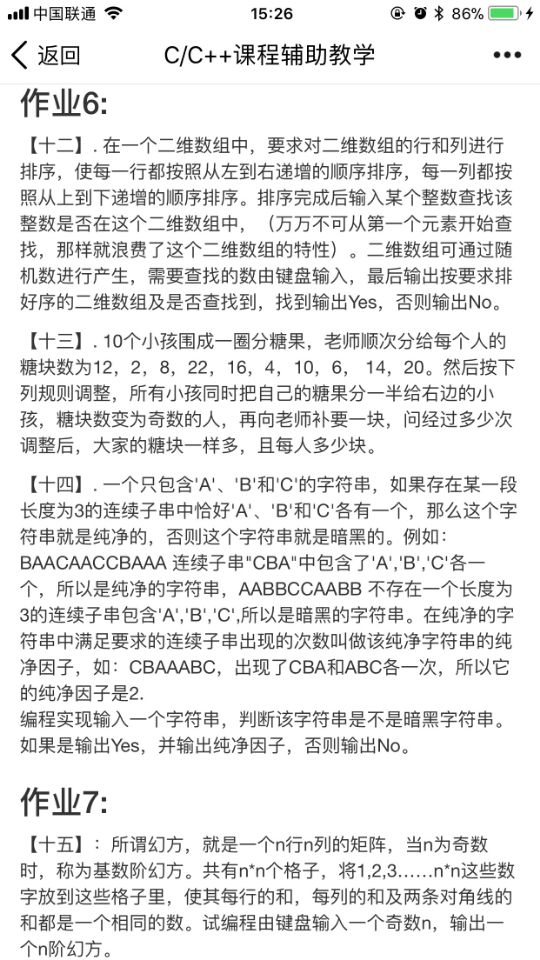 中国联通 15:26 86%
返回 C/C++课程辅助教学
作业6:
【十二】. 在一个二维数组中，要求对二维数组的行和列进行
排序，使每一行都按照从左到右递增的顺序排序，每一列都按
照从上到下递增的顺序排序。排序完成后输入某个整数查找该
整数是否在这个二维数组中，（万万不可从第一个元素开始查
找，那样就浪费了这个二维数组的特性）。二维数组可通过随
机数进行产生，需要查找的数由键盘输入，最后输出按要求排
好序的二维数组及是否查找到，找到输出Yes，否则输出No。
【十三】. 10个小孩围成一圈分糖果，老师顺次分给每个人的
糖块数为12，2，8，22，16，4，10，6， 14，20。然后按下
列规则调整，所有小孩同时把自己的糖果分一半给右边的小
孩，糖块数变为奇数的人，再向老师补要一块，问经过多少次
调整后，大家的糖块一样多，且每人多少块。
【十四】. 一个只包含'A'、'B'和'C'的字符串，如果存在某一段
长度为3的连续子串中恰好'A'、'B'和'C'各有一个，那么这个字
符串就是纯净的，否则这个字符串就是暗黑的。例如：
BAACAACCBAAA 连续子串"CBA"中包含了'A','B','C'各一
个，所以是纯净的字符串，AABBCCAABB 不存在一个长度为
3的连续子串包含'A','B','C',所以是暗黑的字符串。在纯净的字
符串中满足要求的连续子串出现的次数叫做该纯净字符串的纯
净因子，如：CBAAABC，出现了CBA和ABC各一次，所以它
的纯净因子是2.
编程实现输入一个字符串，判断该字符串是不是暗黑字符串。
如果是输出Yes，并输出纯净因子，否则输出No。
作业7:
【十五】：所谓幻方，就是一个n行n列的矩阵，当n为奇数
时，称为基数阶幻方。共有n*n个格子，将1,2,3......n*n这些数
字放到这些格子里，使其每行的和，每列的和及两条对角线的
和都是一个相同的数。试编程由键盘输入一个奇数n，输出一
个n阶幻方。